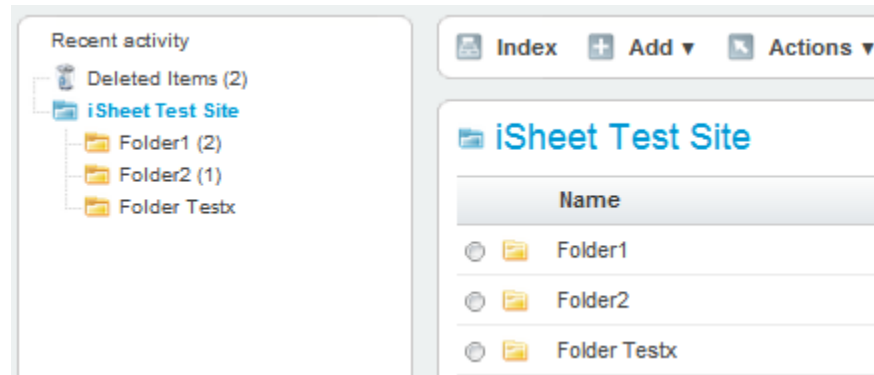 Recent activity
Deleted Items (2)
iSheet Test Site
Folder1 (2)
Folder2 (1)
Folder Testx
Index Add ▾ Actions ▾
iSheet Test Site
Name
Folder1
Folder2
Folder Testx